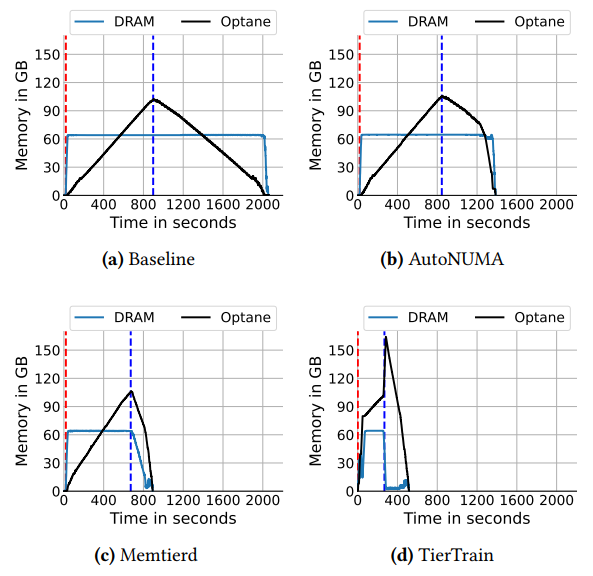 DRAM Optane DRAM Optane
150
120
90
60
30
0
Memory in GB
0 400 800 1200 1600 2000
Time in seconds
(a) Baseline
150
120
90
60
30
0
Memory in GB
0 400 800 1200 1600 2000
Time in seconds
(b) AutoNUMA
DRAM Optane DRAM Optane
150
120
90
60
30
0
Memory in GB
0 400 800 1200 1600 2000
Time in seconds
(c) Memtierd
150
120
90
60
30
0
Memory in GB
0 400 800 1200 1600 2000
Time in seconds
(d) TierTrain